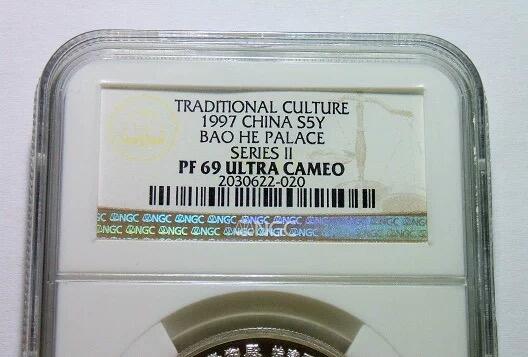 TRADITIONAL CULTURE
1997 CHINA S5Y
BAO HE PALACE
SERIES II
PF 69 ULTRA CAMEO
2030622-020
NGC NGC NGC NGC NGC NGC NGC NGC